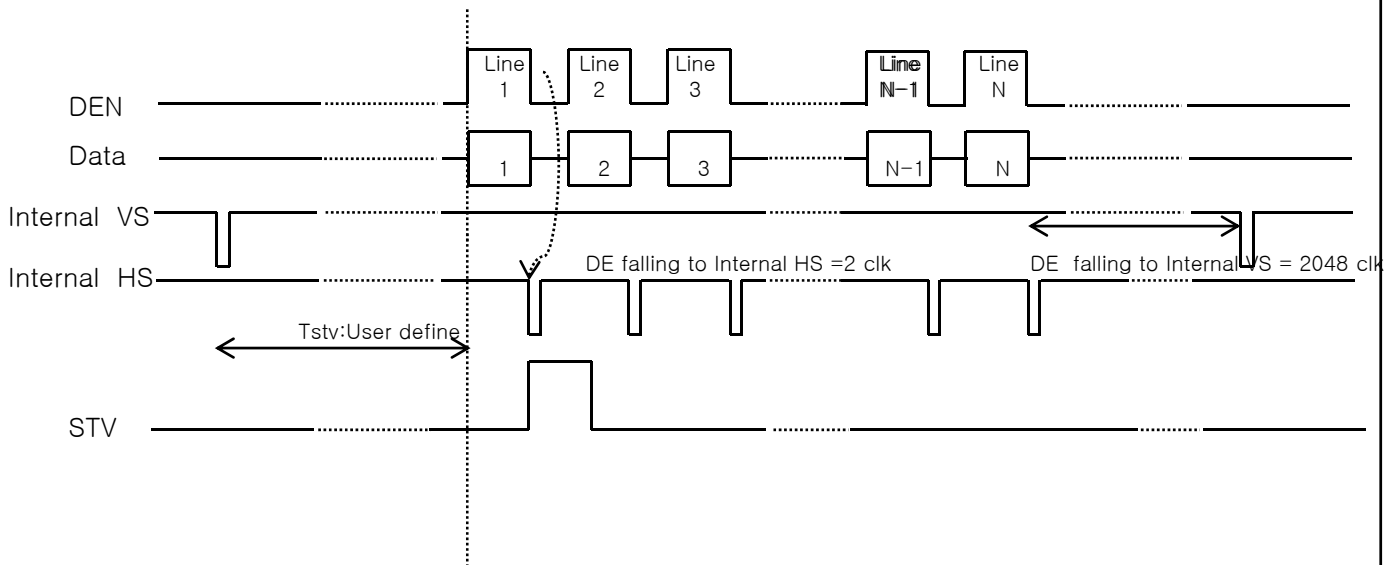 Line 1
Line 2
Line 3
Line N-1
Line N
DEN
Data
1
2
3
N-1
N
Internal VS
DE falling to Internal HS =2 clk
DE falling to Internal VS = 2048 clk
Internal HS
Tstv:User define
STV